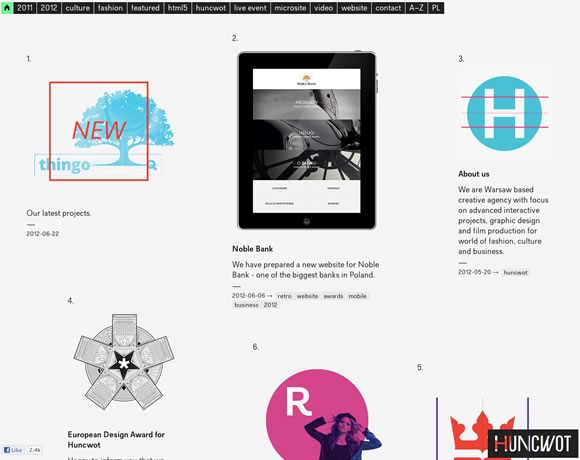 2011 2012 culture fashion featured html5 huncwot live event microsite video website contact A–Z PL
1.
NEW
thingo
Our latest projects.
—
2012-06-22
2.
NOBLE BANK
PRODUKTY
USŁUGI
O BANKU
LOGOWANIE
KONTAKT
Noble Bank
We have prepared a new website for Noble
Bank - one of the biggest banks in Poland.
—
2012-06-06 → retro website awards mobile
business 2012
3.
H
About us
We are Warsaw based
creative agency with focus
on advanced interactive
projects, graphic design
and film production for
world of fashion, culture
and business.
—
2012-05-20 → huncwot
4.
European Design Award for
Huncwot
Happy to inform you that we
6.
R
5.
HUNCWOT
Like 2.4k